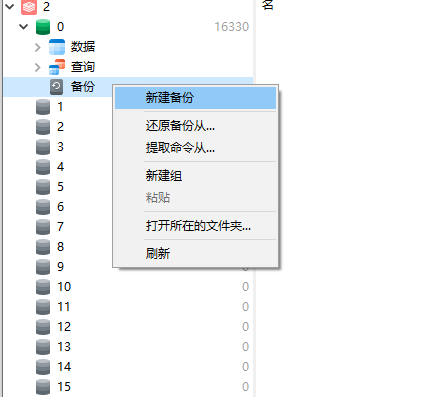 2
名
0 16330
数据
查询
备份
新建备份
还原备份从...
提取命令从...
新建组
粘贴
打开所在的文件夹...
刷新
1
2
3
4
5
6
7
8
9 0
10 0
11 0
12 0
13 0
14 0
15 0